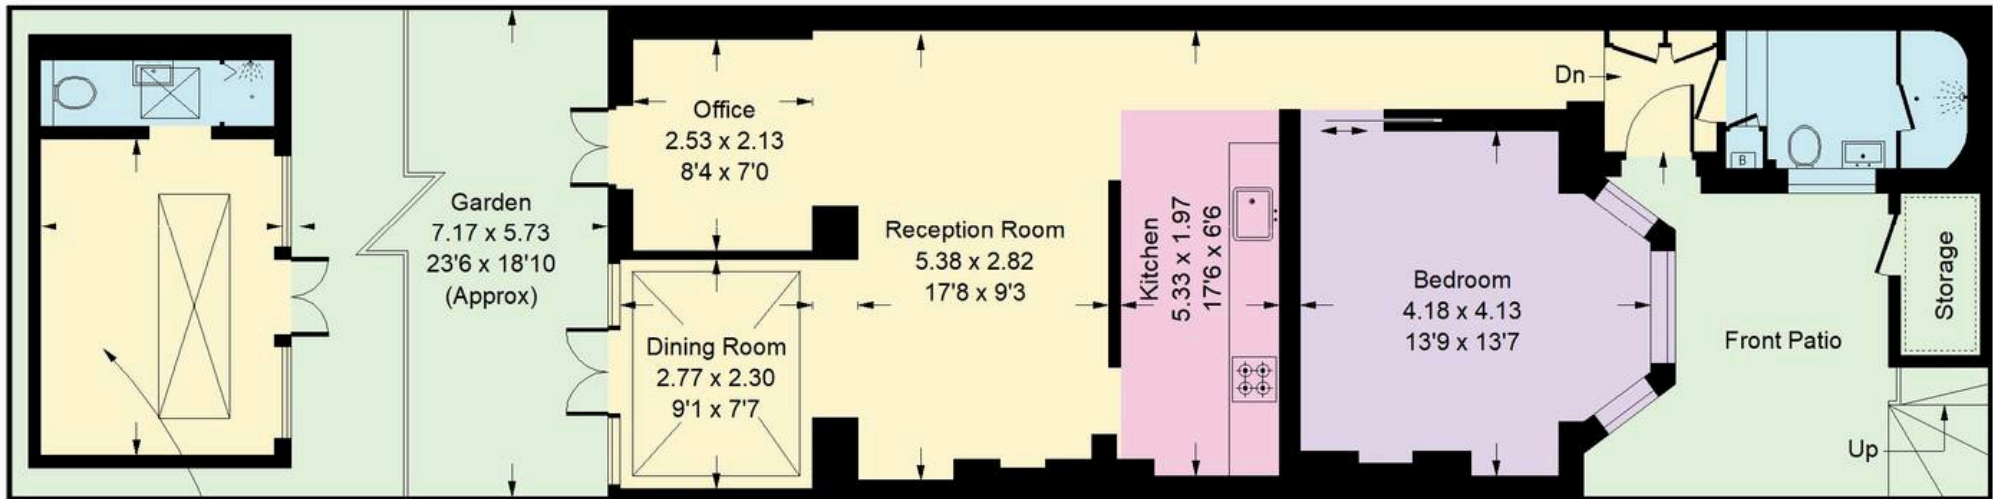 Office
2.53 x 2.13
8'4 x 7'0
Garden
7.17 x 5.73
23'6 x 18'10
(Approx)
Dining Room
2.77 x 2.30
9'1 x 7'7
Reception Room
5.38 x 2.82
17'8 x 9'3
Kitchen
5.33 x 1.97
17'6 x 6'6
Bedroom
4.18 x 4.13
13'9 x 13'7
Dn
B
Front Patio
Storage
Up